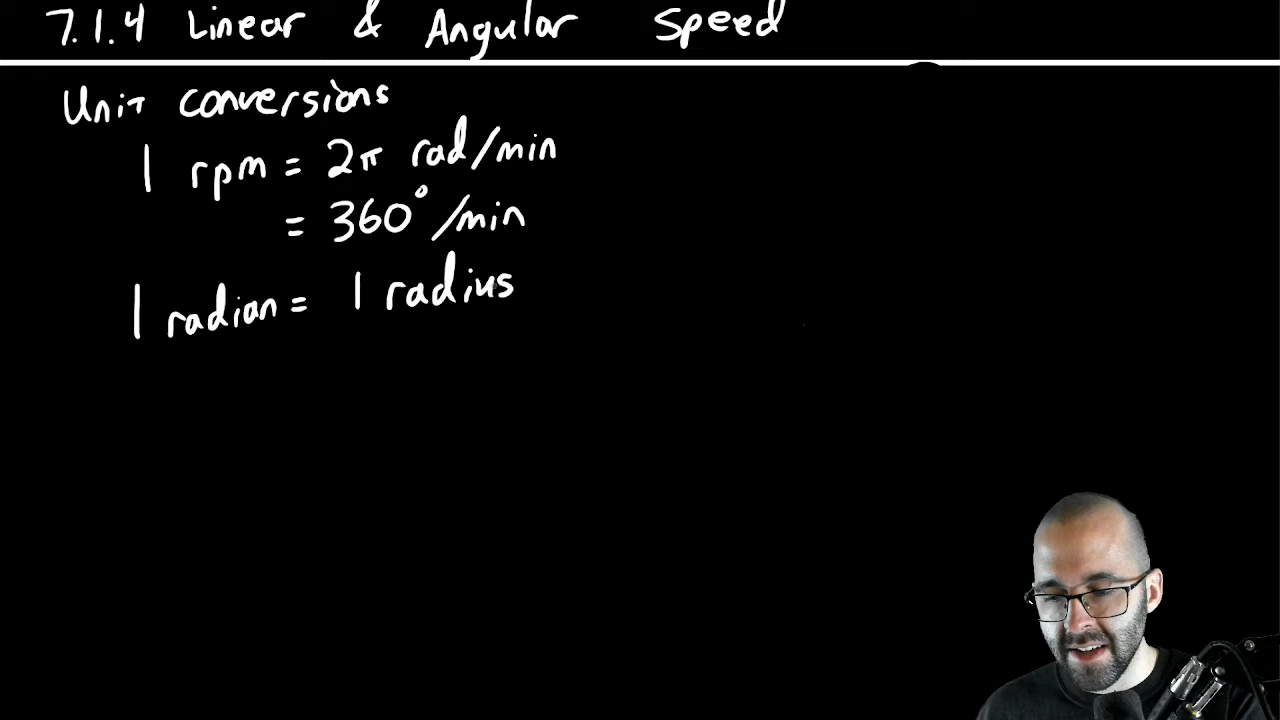 7.1.4 Linear & Angular Speed
Unit conversions
1 rpm = 2π rad/min
= 360°/min
1 radian = 1 radius